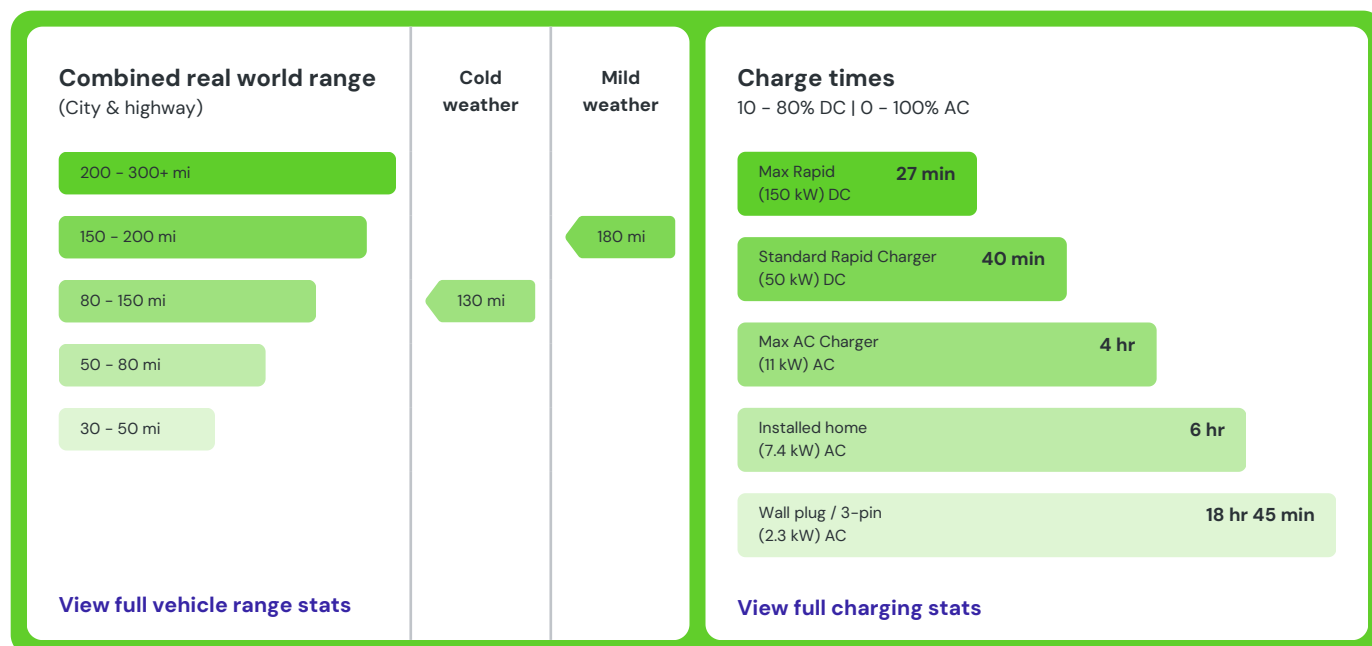 Combined real world range
(City & highway)
Cold
weather
Mild
weather
200 - 300+ mi
150 - 200 mi
180 mi
80 - 150 mi
130 mi
50 - 80 mi
30 - 50 mi
View full vehicle range stats
Charge times
10 - 80% DC | 0 - 100% AC
Max Rapid
(150 kW) DC
27 min
Standard Rapid Charger
(50 kW) DC
40 min
Max AC Charger
(11 kW) AC
4 hr
Installed home
(7.4 kW) AC
6 hr
Wall plug / 3-pin
(2.3 kW) AC
18 hr 45 min
View full charging stats